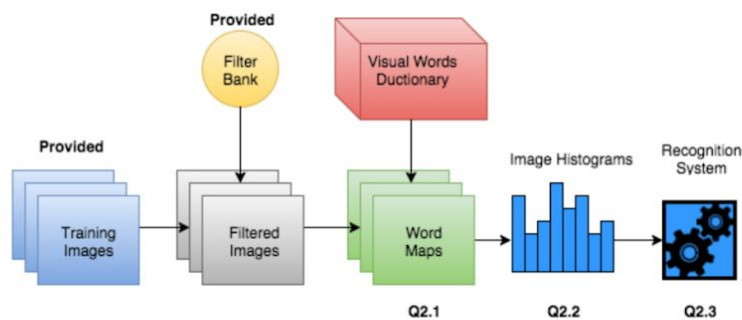 Provided
Filter
Bank
Visual Words
Ductionary
Provided
Training
Images
Filtered
Images
Word
Maps
Image Histograms
Recognition
System
Q2.1
Q2.2
Q2.3